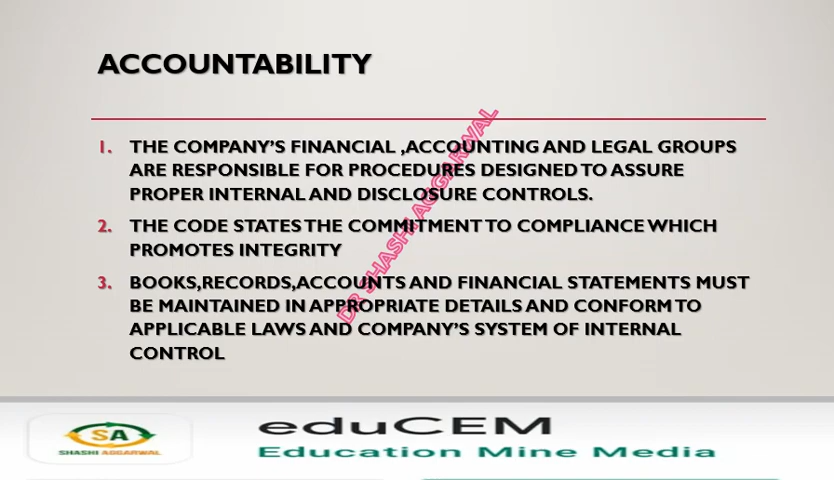 ACCOUNTABILITY
1. THE COMPANY'S FINANCIAL ,ACCOUNTING AND LEGAL GROUPS
ARE RESPONSIBLE FOR PROCEDURES DESIGNED TO ASSURE
PROPER INTERNAL AND DISCLOSURE CONTROLS.
2. THE CODE STATES THE COMMITMENT TO COMPLIANCE WHICH
PROMOTES INTEGRITY
3. BOOKS,RECORDS,ACCOUNTS AND FINANCIAL STATEMENTS MUST
BE MAINTAINED IN APPROPRIATE DETAILS AND CONFORM TO
APPLICABLE LAWS AND COMPANY'S SYSTEM OF INTERNAL
CONTROL
DR SHASHI AGGARWAL
SA
SHASHI AGGARWAL
eduCEM
Education Mine Media